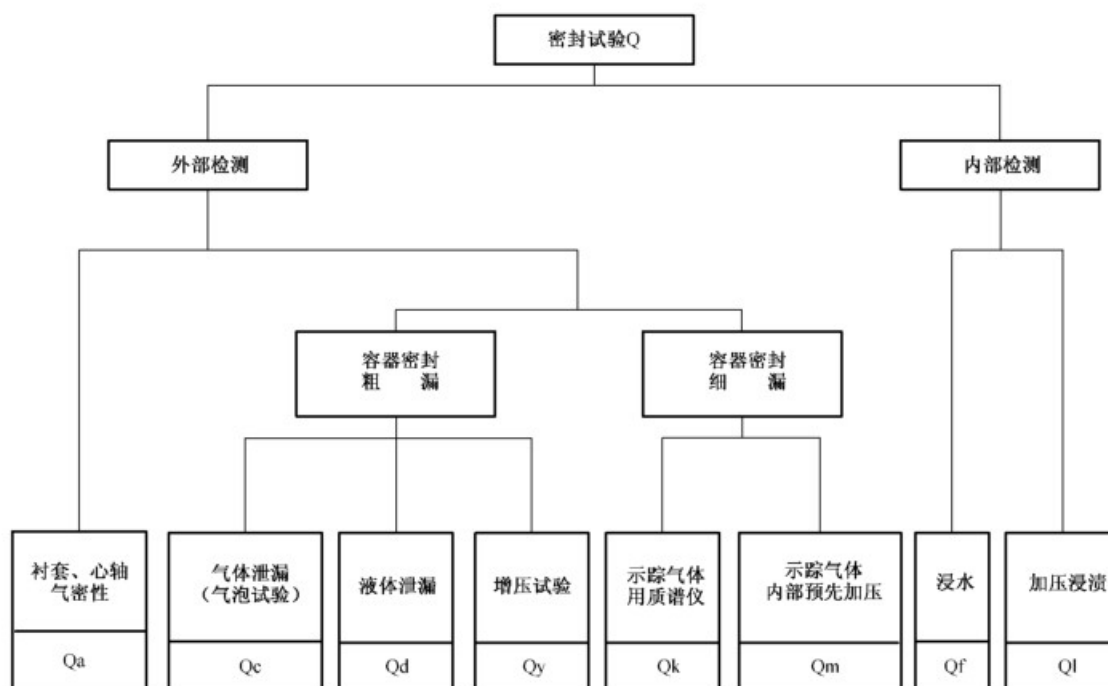 密封试验Q
外部检测
内部检测
容器密封
粗 漏
容器密封
细 漏
衬套、心轴
气密性
气体泄漏
（气泡试验）
液体泄漏
增压试验
示踪气体
用质谱仪
示踪气体
内部预先加压
浸水
加压浸渍
Qa
Qc
Qd
Qy
Qk
Qm
Qf
Ql